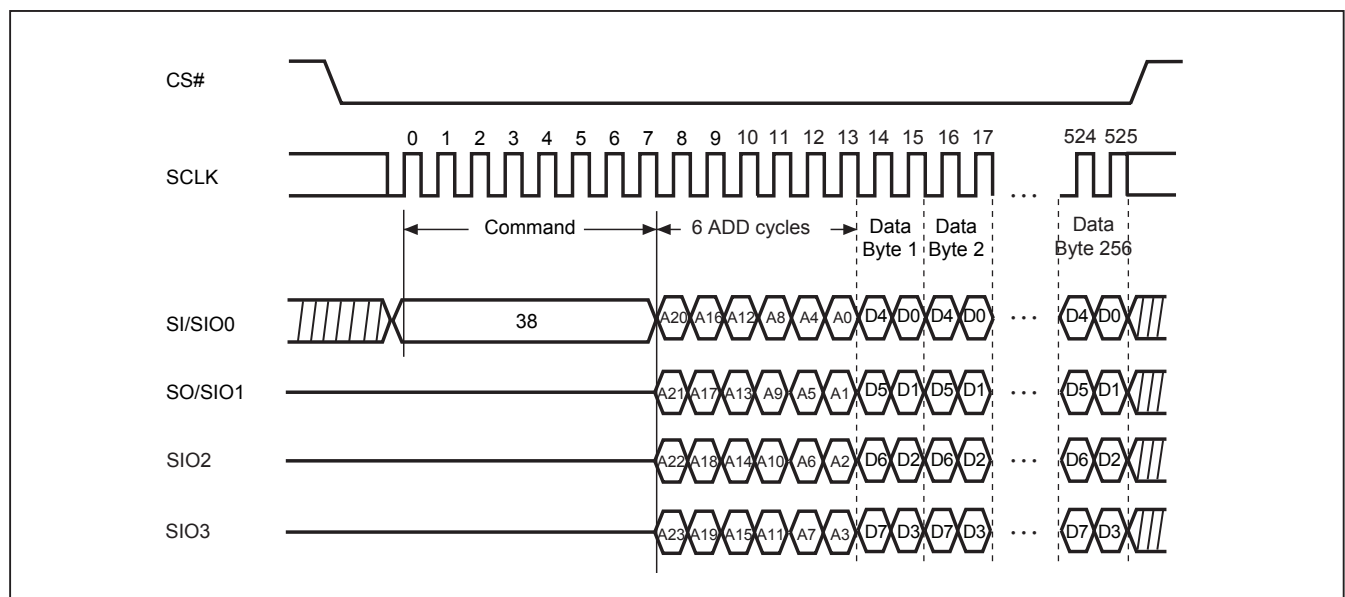 CS#
0 1 2 3 4 5 6 7 8 9 10 11 12 13 14 15 16 17 524 525
SCLK
...
Command 6 ADD cycles Data Byte 1 Data Byte 2 Data Byte 256
SI/SIO0 38 A20 A16 A12 A8 A4 A0 D4 D0 D4 D0 ... D4 D0
SO/SIO1 A21 A17 A13 A9 A5 A1 D5 D1 D5 D1 ... D5 D1
SIO2 A22 A18 A14 A10 A6 A2 D6 D2 D6 D2 ... D6 D2
SIO3 A23 A19 A15 A11 A7 A3 D7 D3 D7 D3 ... D7 D3